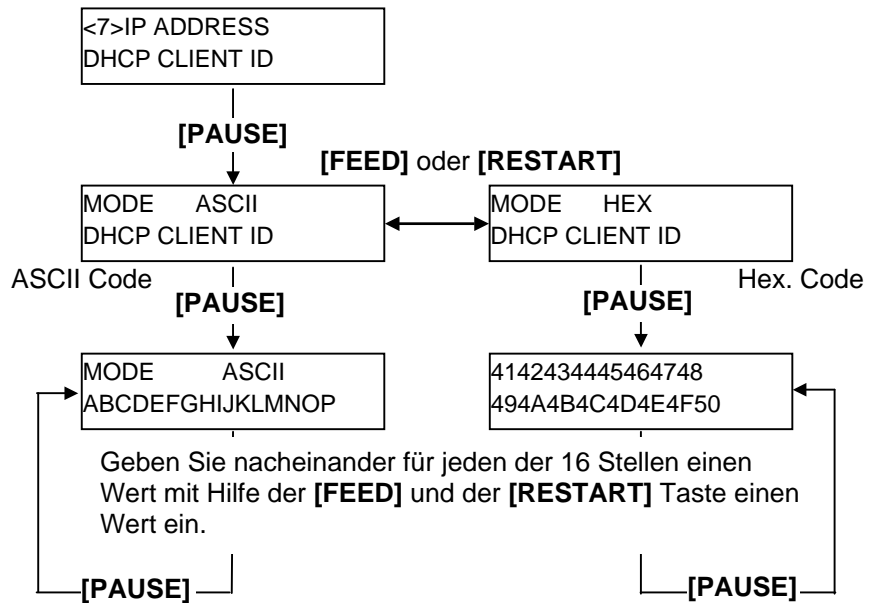 <7>IP ADDRESS
DHCP CLIENT ID
[PAUSE]
[FEED] oder [RESTART]
MODE ASCII
DHCP CLIENT ID
MODE HEX
DHCP CLIENT ID
ASCII Code
[PAUSE]
[PAUSE]
Hex. Code
MODE ASCII
ABCDEFGHIJKLMNOP
4142434445464748
494A4B4C4D4E4F50
Geben Sie nacheinander für jeden der 16 Stellen einen
Wert mit Hilfe der [FEED] und der [RESTART] Taste einen
Wert ein.
[PAUSE]
[PAUSE]